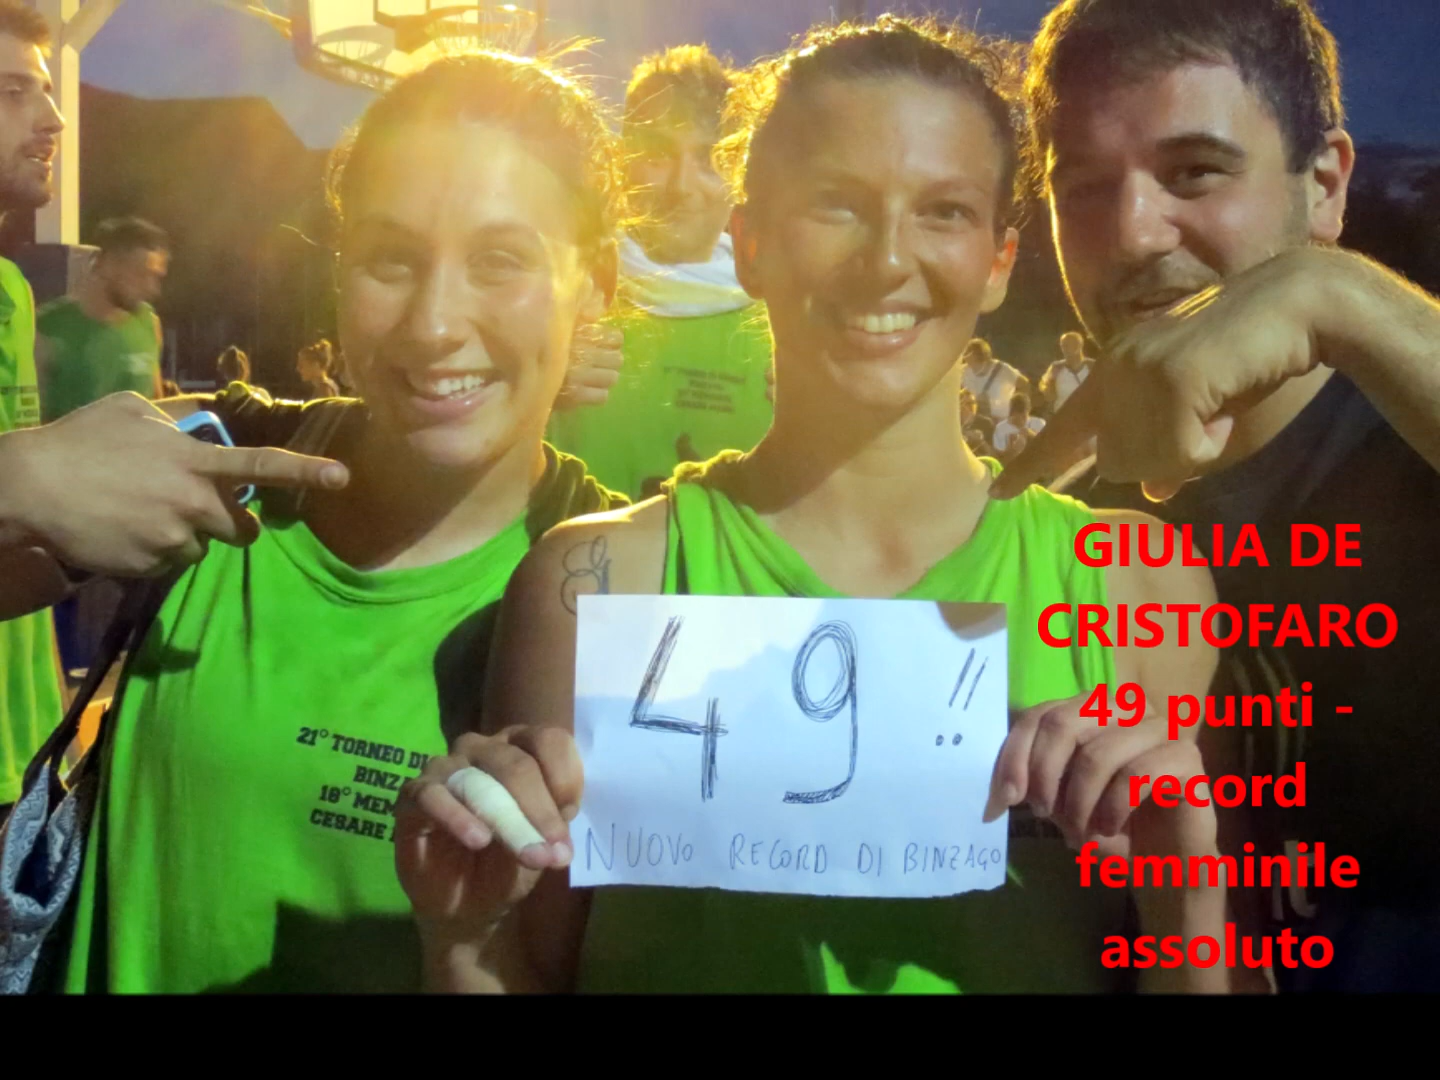 GIULIA DE
CRISTOFARO
49 punti -
record
femminile
assoluto
49!!
NUOVO RECORD DI BINZAGO
21° TORNEO DI
BINZA
18° MEM
CESARE